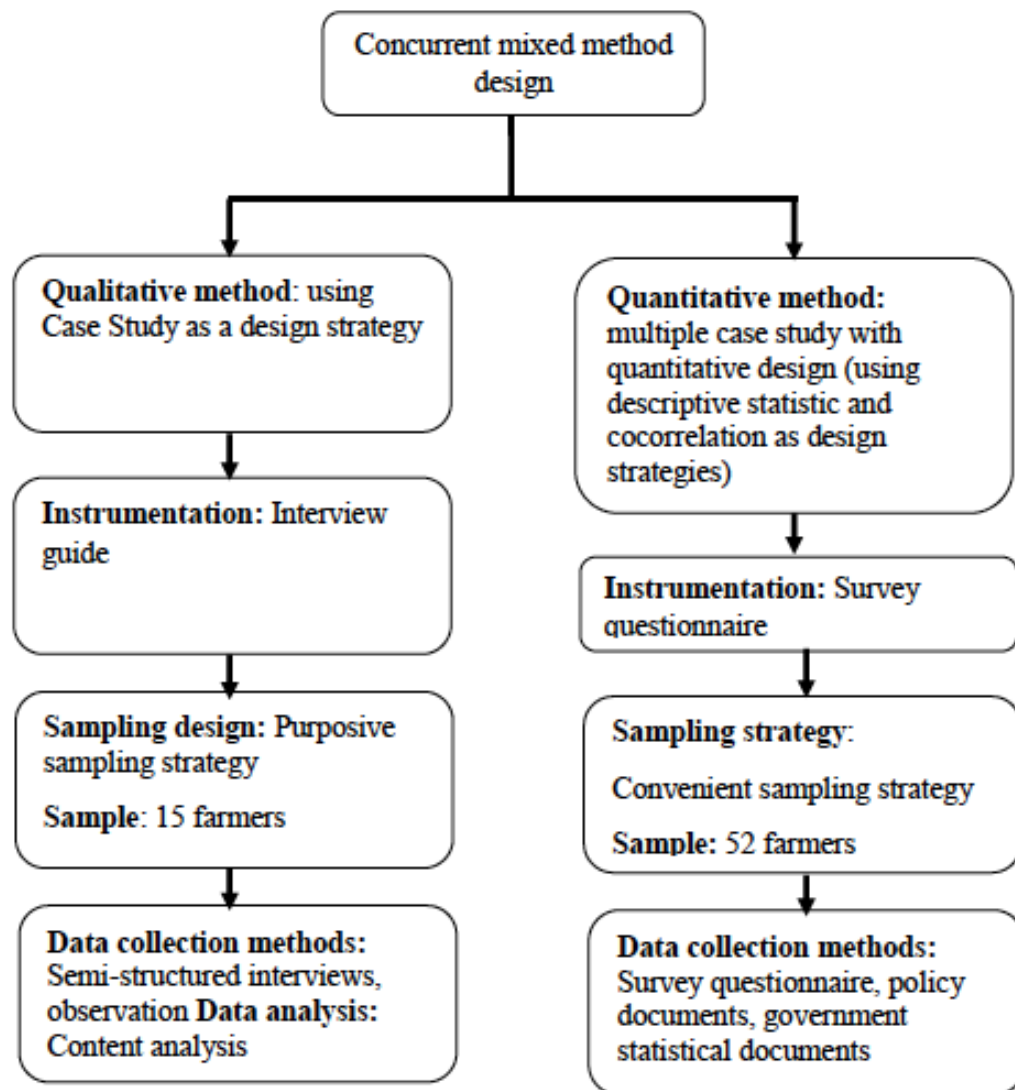 Concurrent mixed method
design
Qualitative method: using
Case Study as a design strategy
Instrumentation: Interview
guide
Sampling design: Purposive
sampling strategy
Sample: 15 farmers
Data collection methods:
Semi-structured interviews,
observation Data analysis:
Content analysis
Quantitative method:
multiple case study with
quantitative design (using
descriptive statistic and
cocorrelation as design
strategies)
Instrumentation: Survey
questionnaire
Sampling strategy:
Convenient sampling strategy
Sample: 52 farmers
Data collection methods:
Survey questionnaire, policy
documents, government
statistical documents